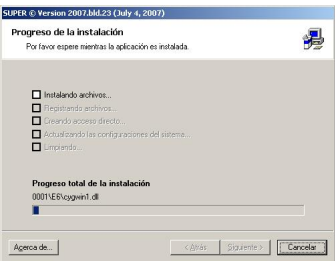 SUPER © Version 2007.bld.23 (July 4, 2007)
Progreso de la instalación
Por favor espere mientras la aplicación es instalada.
Instalando archivos...
Registrando archivos...
Creando acceso directo...
Actualizando las configuraciones del sistema...
Limpiando...
Progreso total de la instalación
0001\E6\cygwin1.dll
Acerca de...
< Atrás
Siguiente >
Cancelar